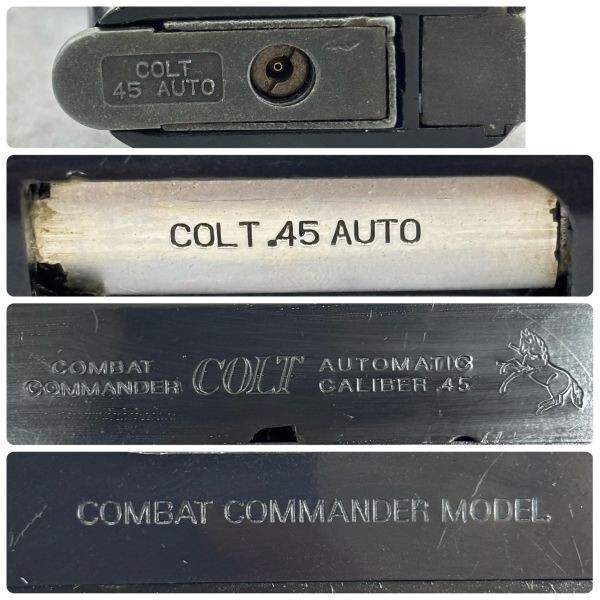 COLT
45 AUTO
COLT .45 AUTO
COMBAT
COMMANDER
COLT
AUTOMATIC
CALIBER .45
COMBAT COMMANDER MODEL